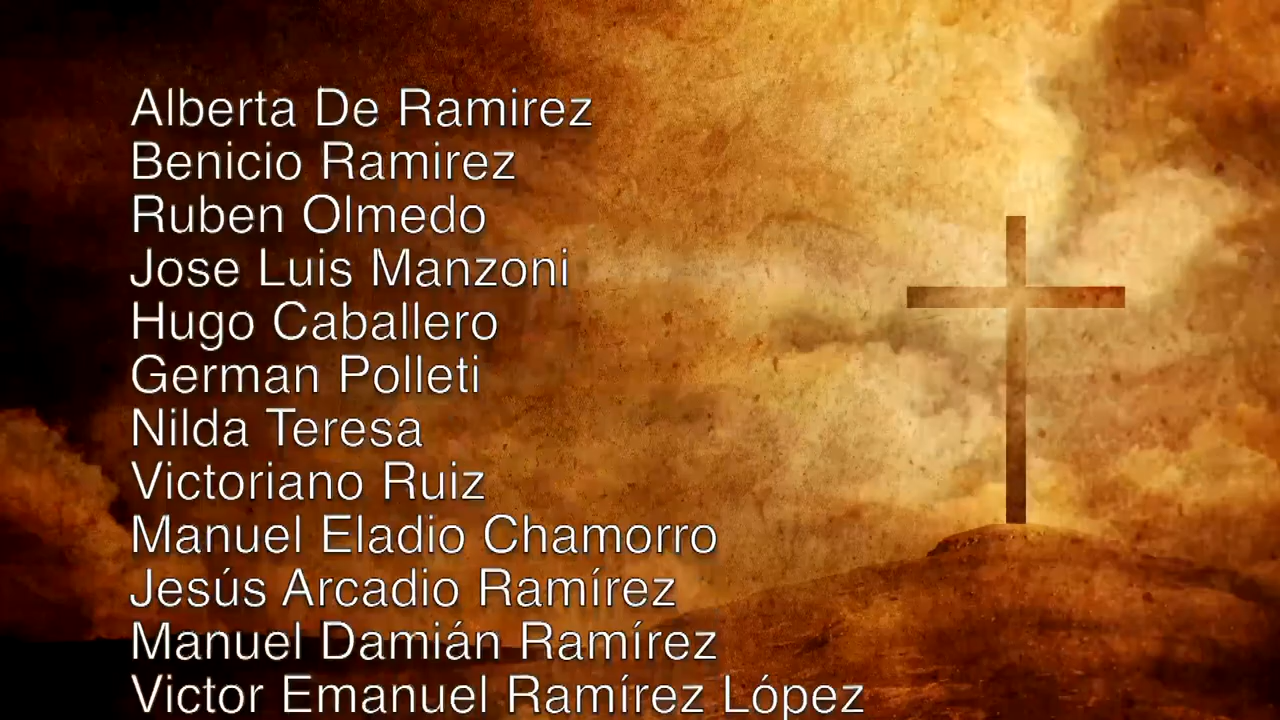 Alberta De Ramirez
Benicio Ramirez
Ruben Olmedo
Jose Luis Manzoni
Hugo Caballero
German Polleti
Nilda Teresa
Victoriano Ruiz
Manuel Eladio Chamorro
Jesús Arcadio Ramírez
Manuel Damián Ramírez
Victor Emanuel Ramírez López